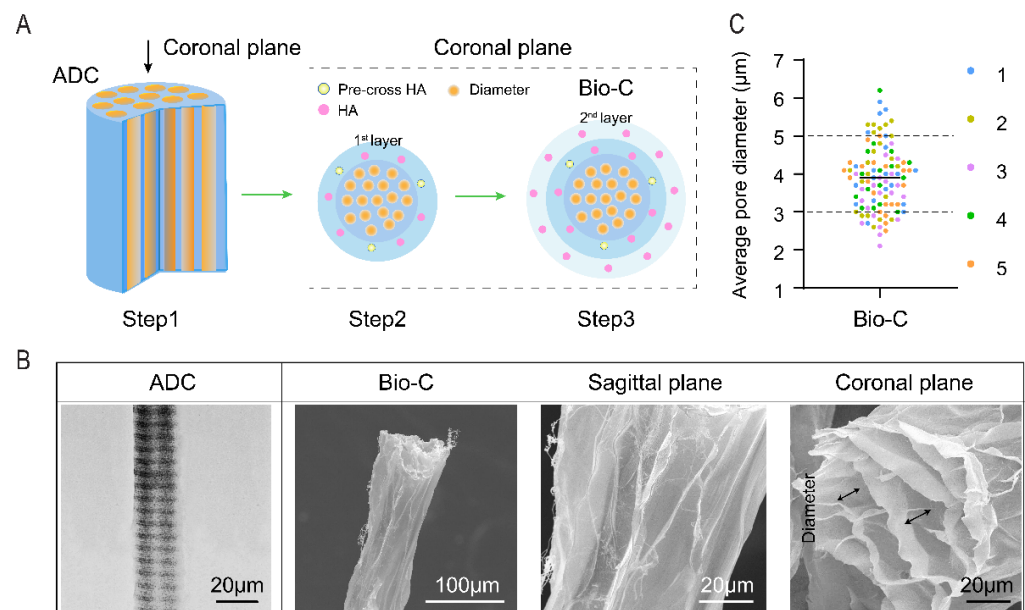 A
Coronal plane
ADC
Step1
Coronal plane
Pre-cross HA
Diameter
HA
Bio-C
1st layer
2nd layer
Step2
Step3
C
Average pore diameter (μm)
7
6
5
4
3
2
1
Bio-C
1
2
3
4
5
B
ADC
Bio-C
Sagittal plane
Coronal plane
20μm
100μm
20μm
Diameter
20μm